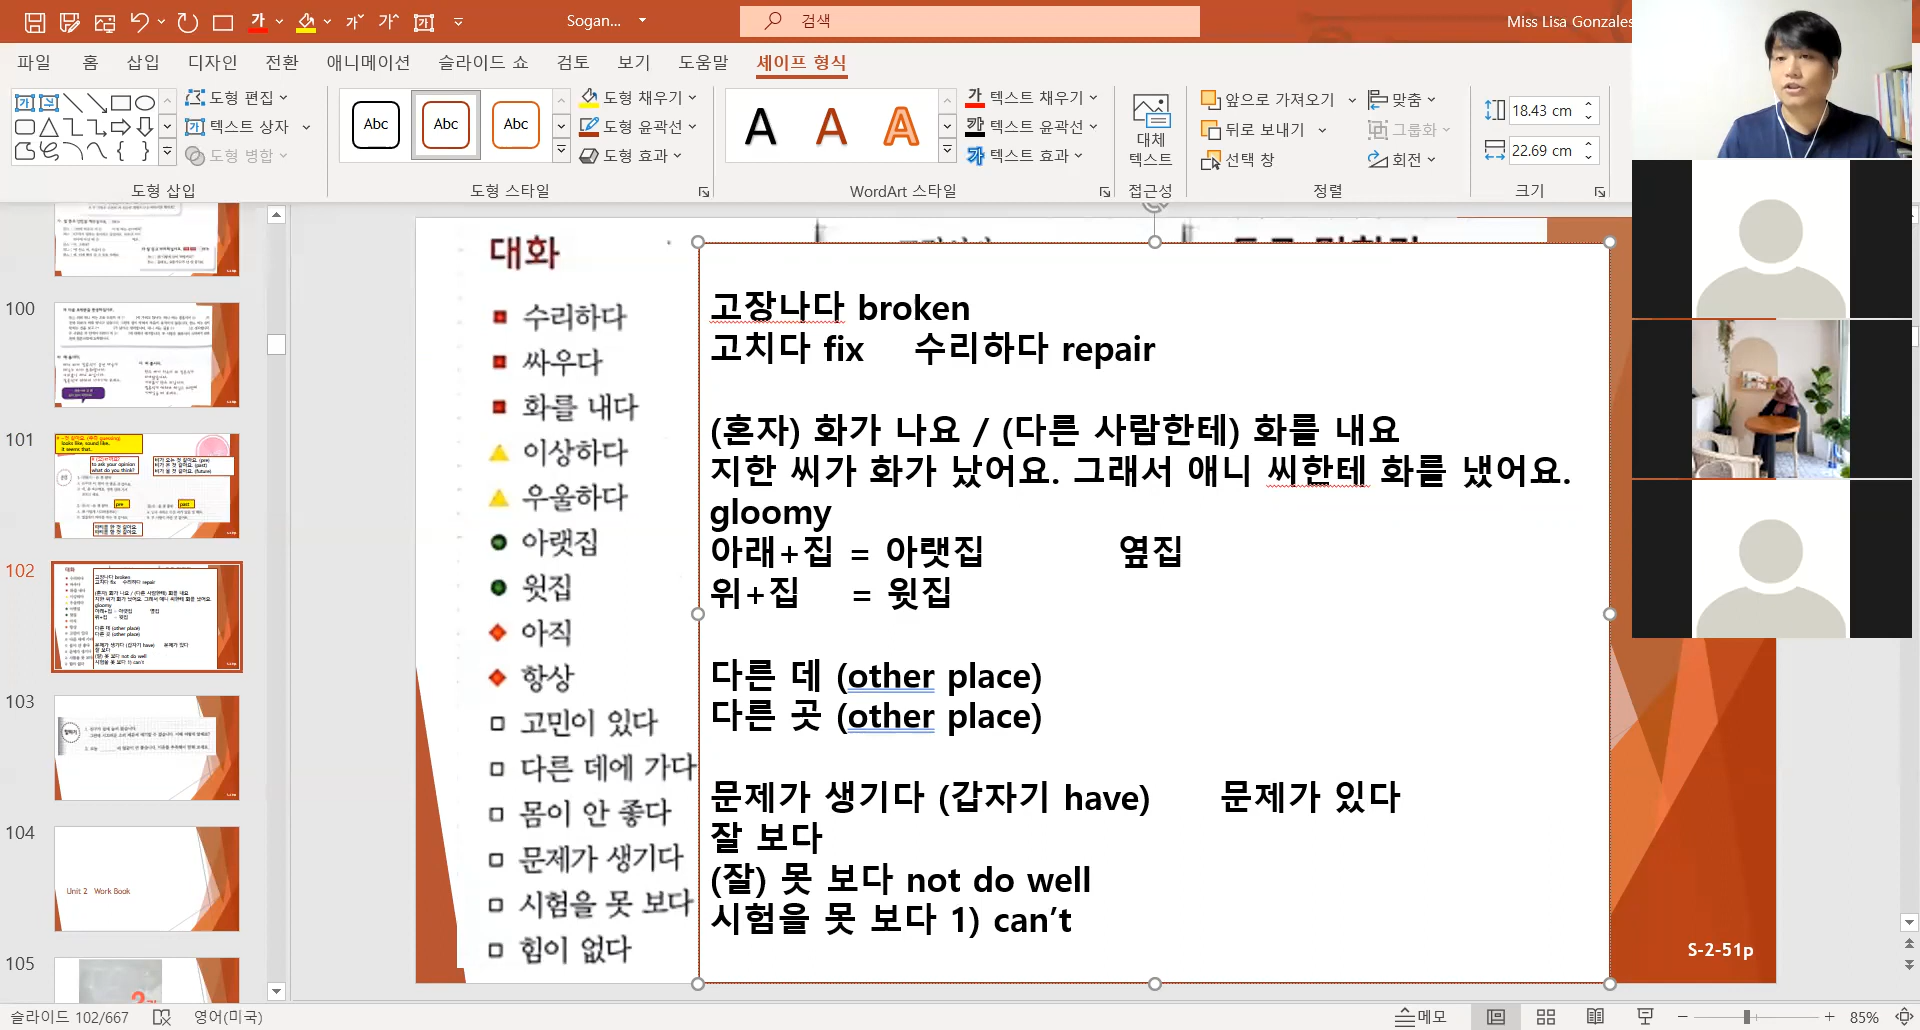 Sogan...
검색
Miss Lisa Gonzales
파일 홈 삽입 디자인 전환 애니메이션 슬라이드 쇼 검토 보기 도움말 셰이프 형식
도형 편집
텍스트 상자
도형 병합
도형 삽입
Abc Abc Abc
도형 채우기
도형 윤곽선
도형 효과
도형 스타일
A A A
텍스트 채우기
텍스트 윤곽선
텍스트 효과
WordArt 스타일
대체
텍스트
접근성
앞으로 가져오기
뒤로 보내기
선택 창
맞춤
그룹화
회전
정렬
18.43 cm
22.69 cm
크기
100
101
102
103
104
Unit 2 Work Book
105
대화
수리하다
싸우다
화를 내다
이상하다
우울하다
아랫집
윗집
아직
항상
고민이 있다
다른 데에 가다
몸이 안 좋다
문제가 생기다
시험을 못 보다
힘이 없다
고장나다 broken
고치다 fix 수리하다 repair
(혼자) 화가 나요 / (다른 사람한테) 화를 내요
지한 씨가 화가 났어요. 그래서 애니 씨한테 화를 냈어요.
gloomy
아래+집 = 아랫집 옆집
위+집 = 윗집
다른 데 (other place)
다른 곳 (other place)
문제가 생기다 (갑자기 have) 문제가 있다
잘 보다
(잘) 못 보다 not do well
시험을 못 보다 1) can't
S-2-51p
슬라이드 102/667
영어(미국)
메모
85%